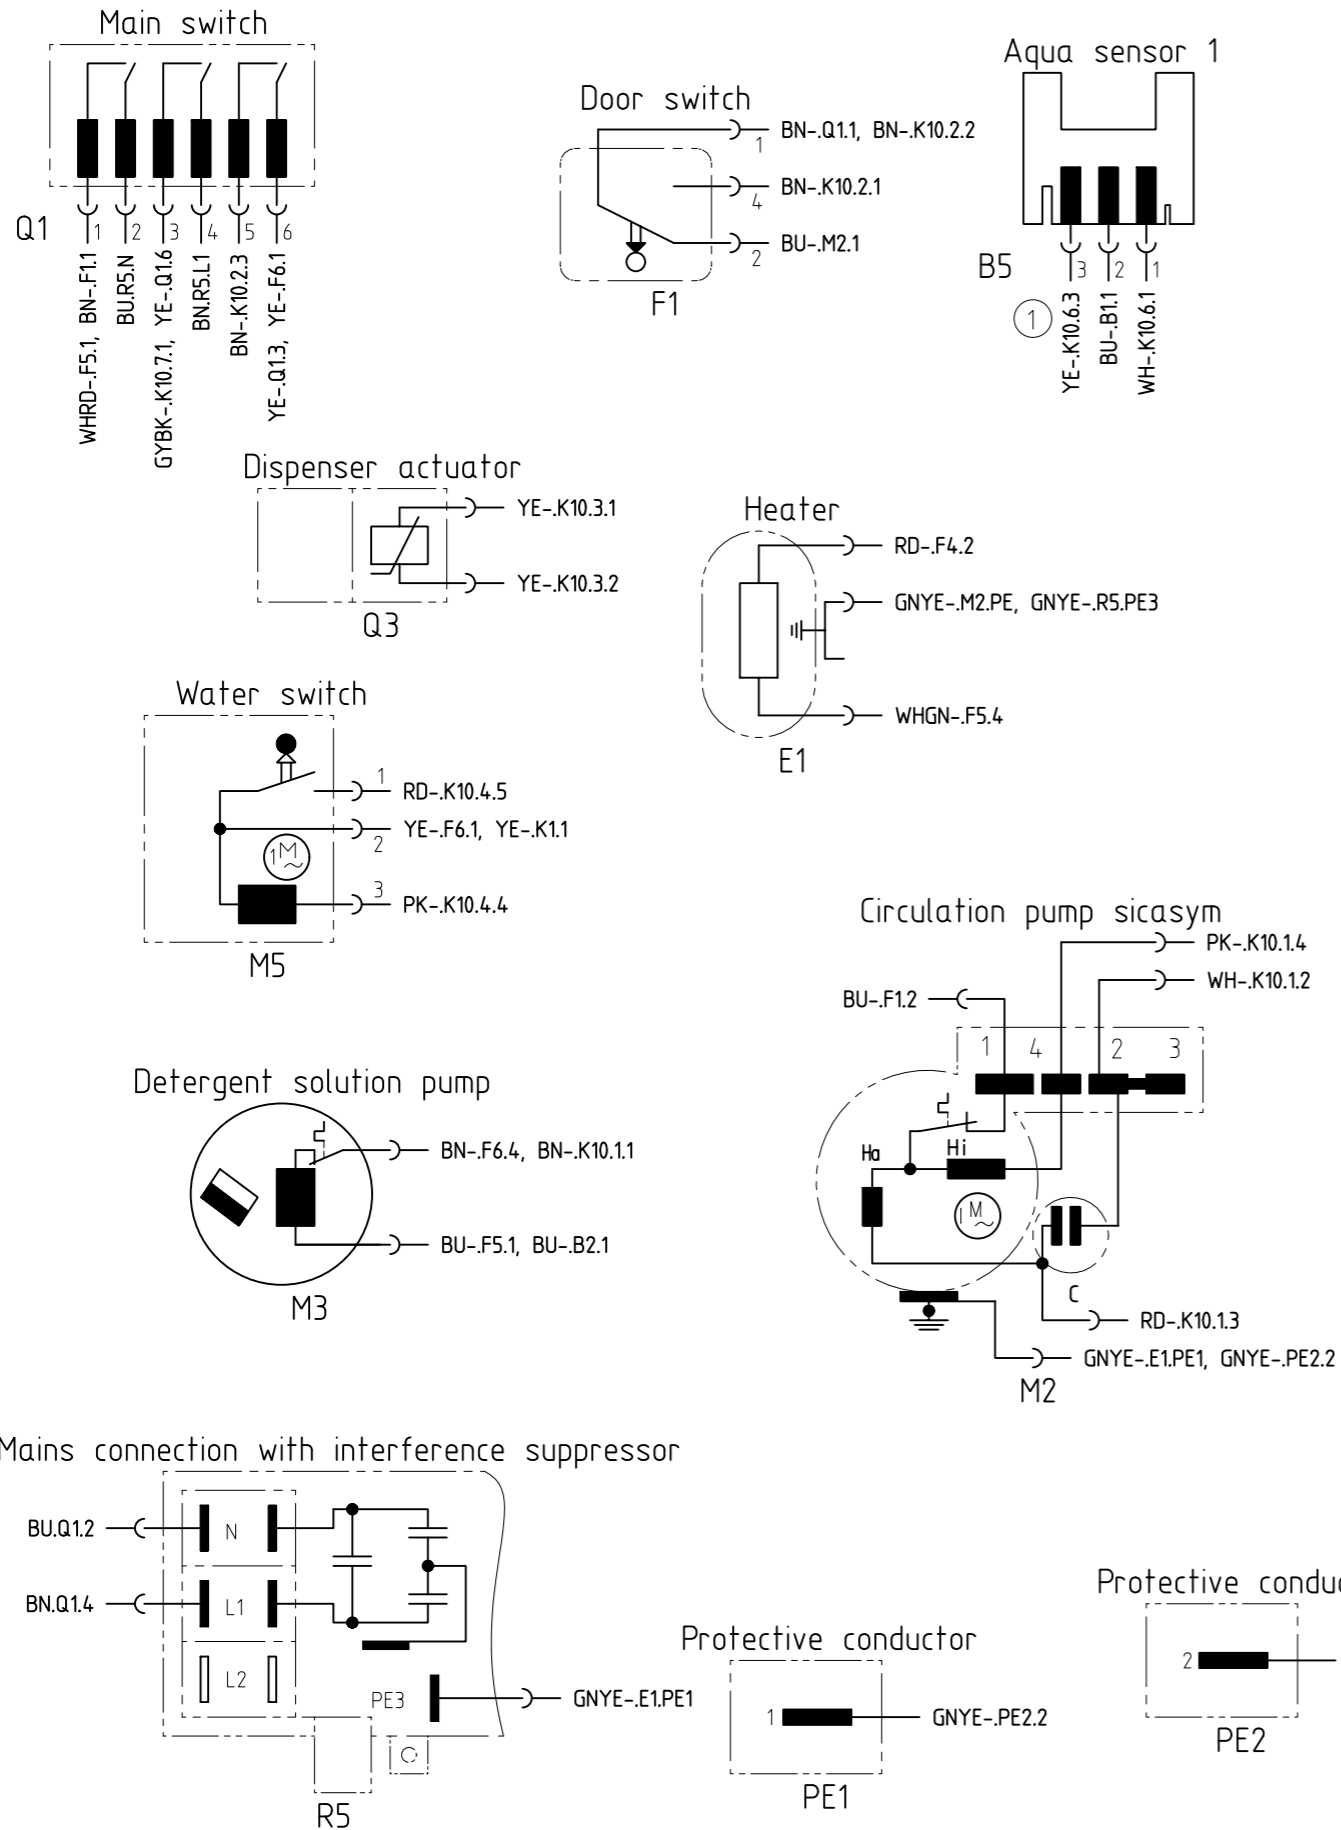 Main switch
Q1
1 2 3 4 5 6
WHRD-.F5.1, BN-.F1.1
BU.R5.N
GYBK-.K10.7.1, YE-.Q1.6
BN.R5.L1
BN-.K10.2.3
YE-.Q1.3, YE-.F6.1
Door switch
1 BN-.Q1.1, BN-.K10.2.2
4 BN-.K10.2.1
2 BU-.M2.1
F1
Aqua sensor 1
B5
3 2 1
1
YE-.K10.6.3
BU-.B1.1
WH-.K10.6.1
Dispenser actuator
YE-.K10.3.1
YE-.K10.3.2
Q3
Heater
RD-.F4.2
GNYE-.M2.PE, GNYE-.R5.PE3
WHGN-.F5.4
E1
Water switch
1 RD-.K10.4.5
2 YE-.F6.1, YE-.K1.1
1M~
3 PK-.K10.4.4
M5
Circulation pump sicasym
PK-.K10.1.4
WH-.K10.1.2
BU-.F1.2
1 4 2 3
Ha Hi
1M~
C
RD-.K10.1.3
GNYE-.E1.PE1, GNYE-.PE2.2
M2
Detergent solution pump
BN-.F6.4, BN-.K10.1.1
BU-.F5.1, BU-.B2.1
M3
Mains connection with interference suppressor
BU.Q1.2 N
BN.Q1.4 L1
L2
PE3 GNYE-.E1.PE1
R5
Protective conductor
1 GNYE-.PE2.2
PE1
Protective conduc
2
PE2